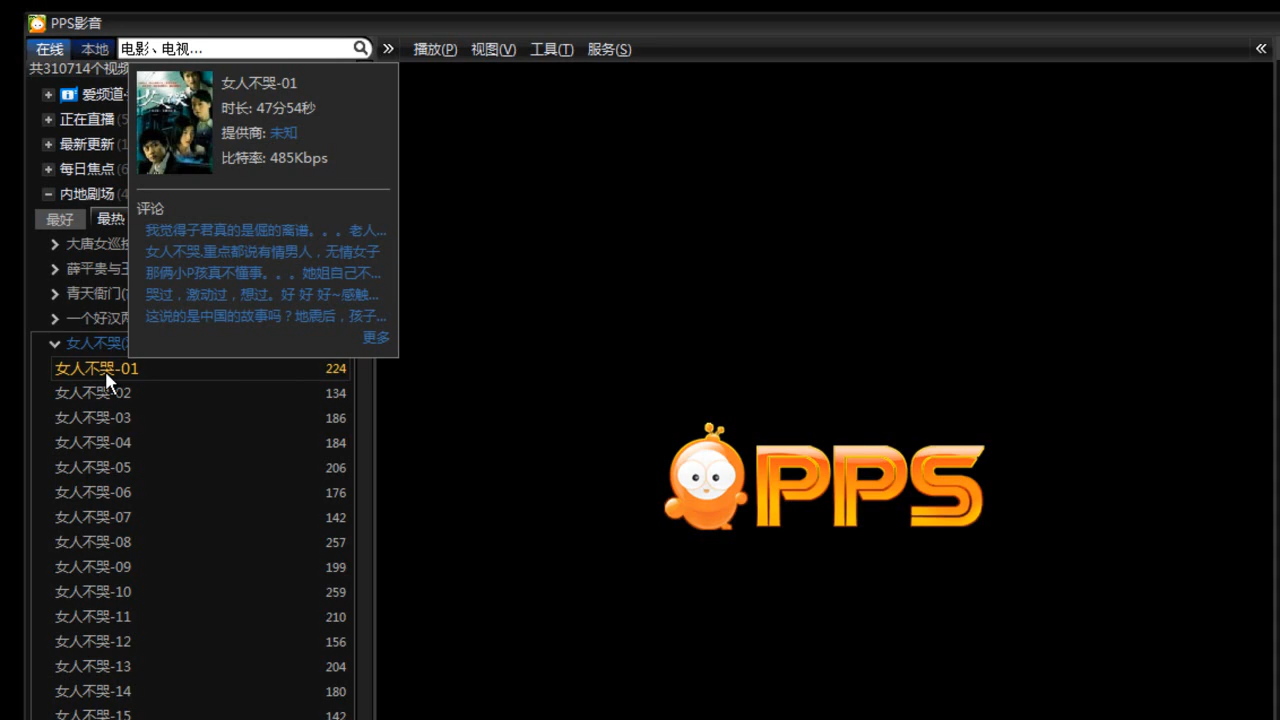 PPS影音
在线 本地 电影、电视... 播放(P) 视图(V) 工具(T) 服务(S)
共310714个视频
爱频道
正在直播
最新更新
每日焦点
内地剧场
最好 最热
大唐女巡按
薛平贵与王
青天衙门
一个好汉两
女人不哭
女人不哭-01
时长: 47分54秒
提供商: 未知
比特率: 485Kbps
评论
我觉得子君真的是倔的离谱。。。老人...
女人不哭.重点都说有情男人，无情女子
那俩小P孩真不懂事。。。她姐自己不...
哭过，激动过，想过。好 好 好~感触...
这说的是中国的故事吗？地震后，孩子...
更多
女人不哭-01 224
女人不哭-02 134
女人不哭-03 186
女人不哭-04 184
女人不哭-05 206
女人不哭-06 176
女人不哭-07 142
女人不哭-08 257
女人不哭-09 199
女人不哭-10 259
女人不哭-11 210
女人不哭-12 156
女人不哭-13 204
女人不哭-14 180
女人不哭-15 142
PPS